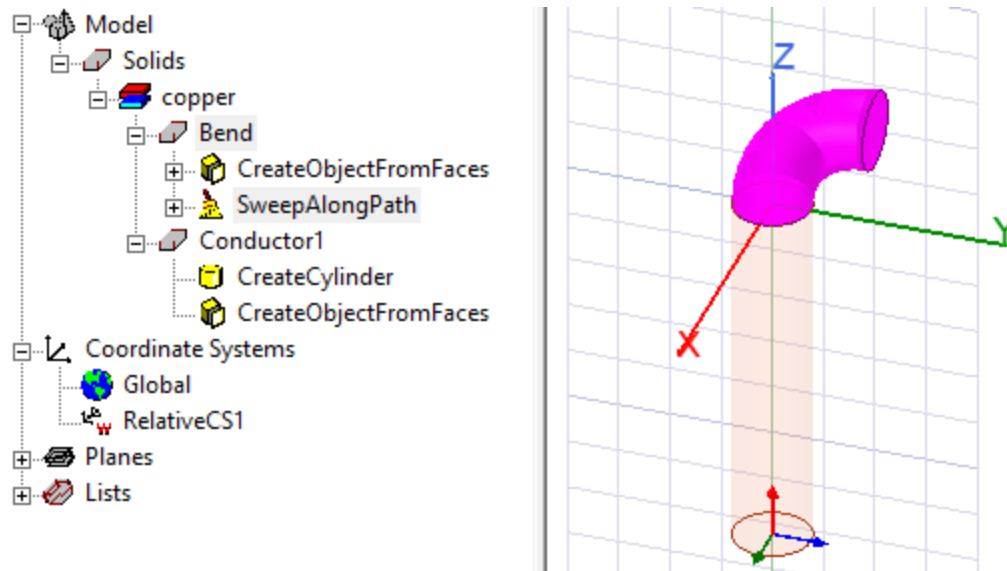 Model
Solids
copper
Bend
CreateObjectFromFaces
SweepAlongPath
Conductor1
CreateCylinder
CreateObjectFromFaces
Coordinate Systems
Global
RelativeCS1
Planes
Lists
Z
Y
X